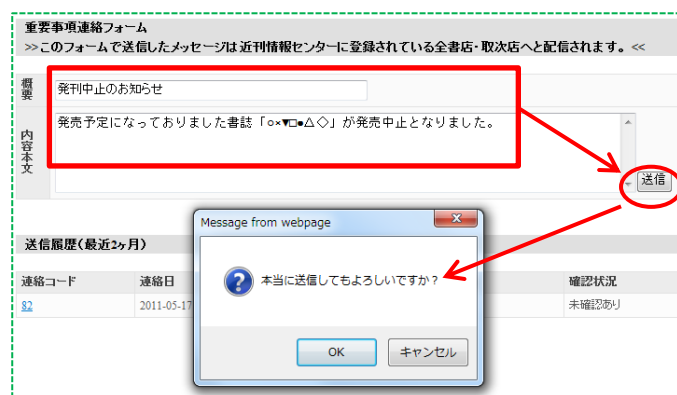 重要事項連絡フォーム
>>このフォームで送信したメッセージは近刊情報センターに登録されている全書店・取次店へと配信されます。<<
概要
発刊中止のお知らせ
内容本文
発売予定になっておりました書誌「○×▼□●△◇」が発売中止となりました。
送信
Message from webpage
x
本当に送信してもよろしいですか?
OK
キャンセル
送信履歴(最近2ヶ月)
連絡コード 連絡日 確認状況
82 2011-05-17 未確認あり